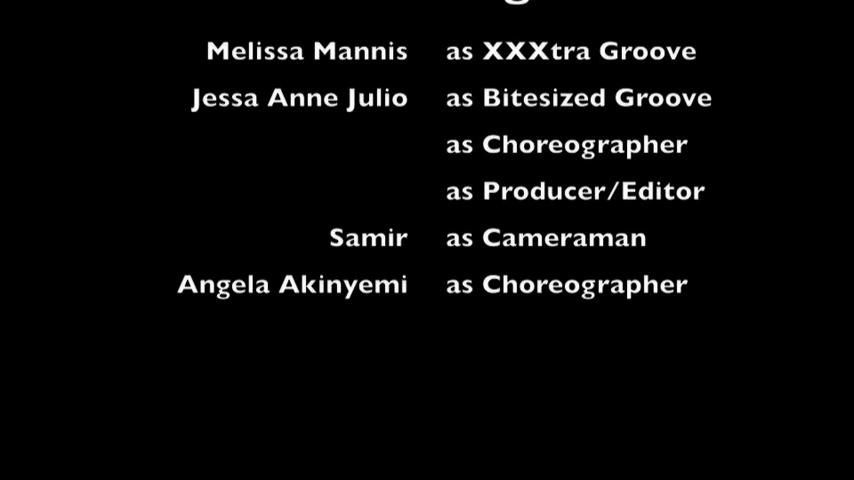 Melissa Mannis as XXXtra Groove
Jessa Anne Julio as Bitesized Groove
as Choreographer
as Producer/Editor
Samir as Cameraman
Angela Akinyemi as Choreographer